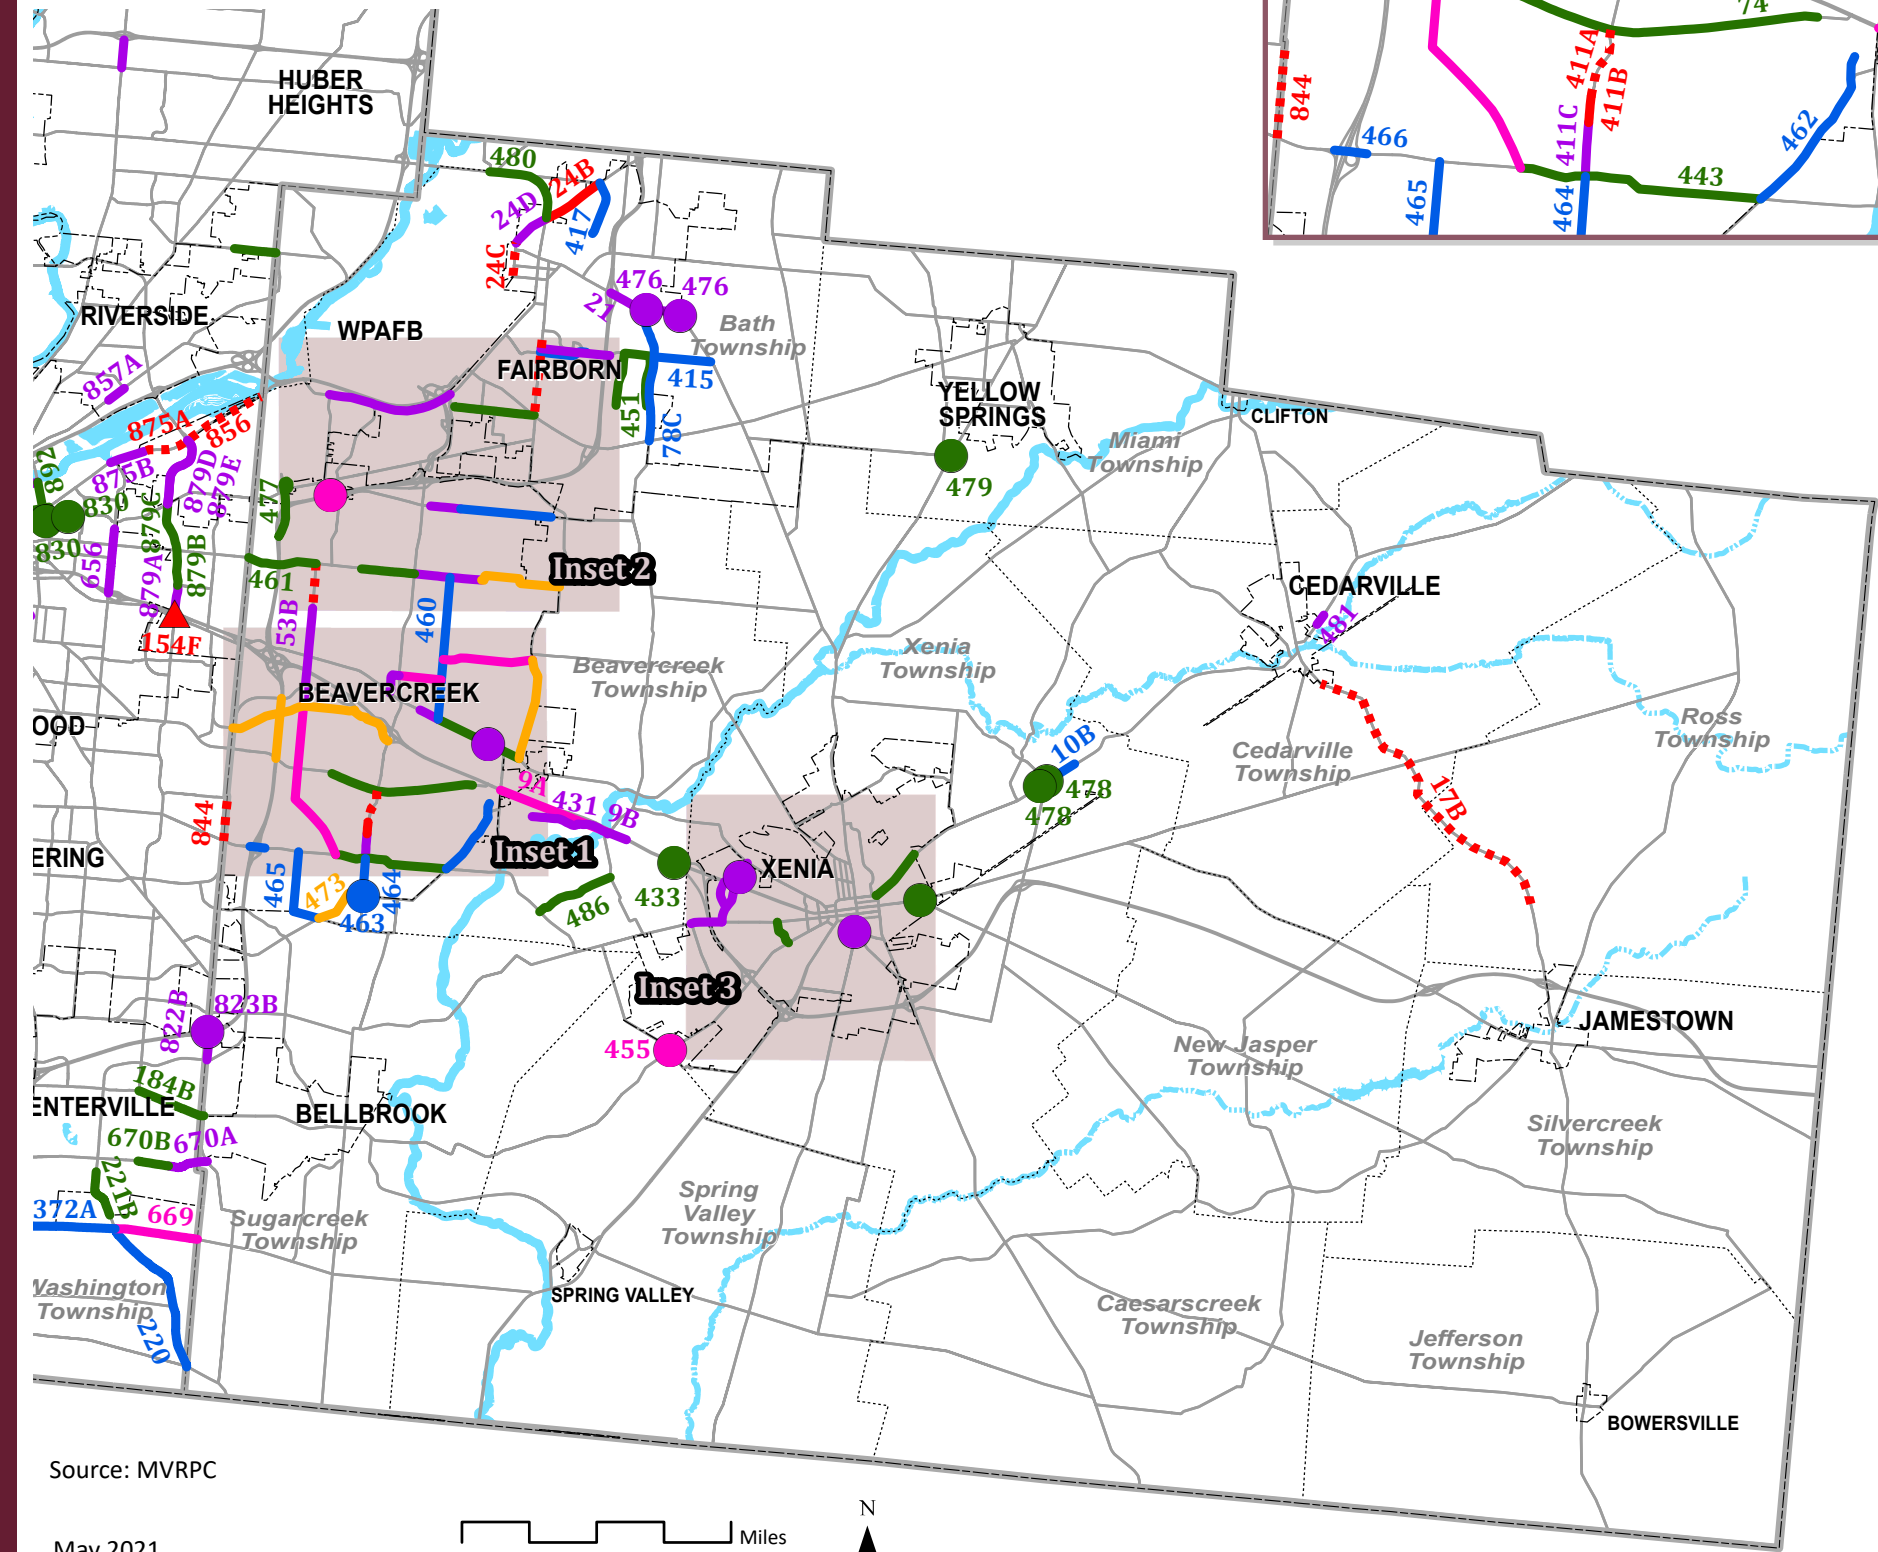 74
844
411A
411B
411C
466
465
464
443
462
HUBER
HEIGHTS
480
24B
24D
417
24C
476
476
21
Bath
Township
RIVERSIDE
WPAFB
FAIRBORN
415
451
78C
857A
875A
856
875B
892
830
830
879D
879E
879C
879B
879A
656
477
461
154F
53B
460
Inset 2
YELLOW
SPRINGS
479
Miami
Township
CLIFTON
CEDARVILLE
481
Xenia
Township
Beavercreek
Township
BEAVERCREEK
OOD
10B
478
478
Cedarville
Township
Ross
Township
17B
9A
431
9B
844
ERING
Inset 1
465
473
464
463
486
433
XENIA
Inset 3
455
822B
823B
184B
ENTERVILLE
BELLBROOK
670B
670A
221B
372A
669
Sugarcreek
Township
Washington
Township
220
Spring
Valley
Township
SPRING VALLEY
New Jasper
Township
JAMESTOWN
Silvercreek
Township
Caesarscreek
Township
Jefferson
Township
BOWERSVILLE
Source: MVRPC
May 2021
Miles
N